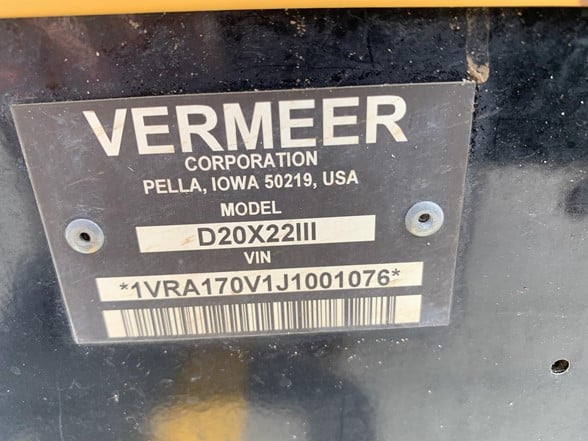 VERMEER
CORPORATION
PELLA, IOWA 50219, USA
MODEL
D20X22III
VIN
*1VRA170V1J1001076*